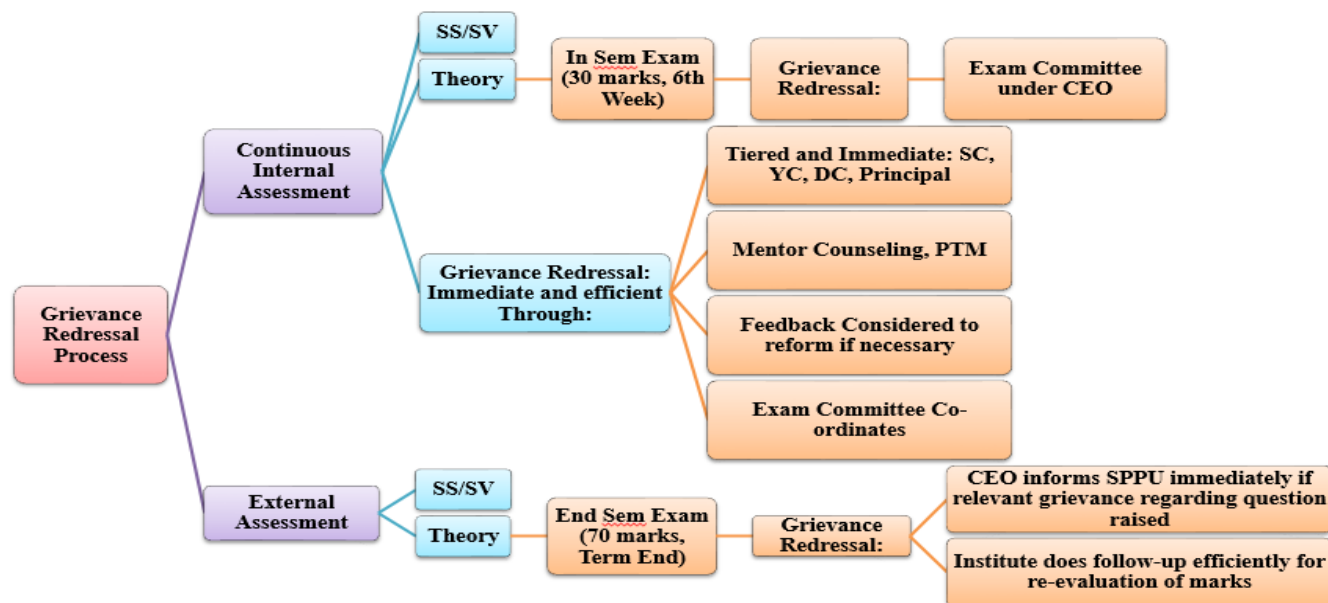 SS/SV
Theory
In Sem Exam
(30 marks, 6th
Week)
Grievance
Redressal:
Exam Committee
under CEO
Continuous
Internal
Assessment
Tiered and Immediate: SC,
YC, DC, Principal
Mentor Counseling, PTM
Grievance Redressal:
Immediate and efficient
Through:
Feedback Considered to
reform if necessary
Exam Committee Co-
ordinates
Grievance
Redressal
Process
External
Assessment
SS/SV
Theory
End Sem Exam
(70 marks,
Term End)
Grievance
Redressal:
CEO informs SPPU immediately if
relevant grievance regarding question
raised
Institute does follow-up efficiently for
re-evaluation of marks